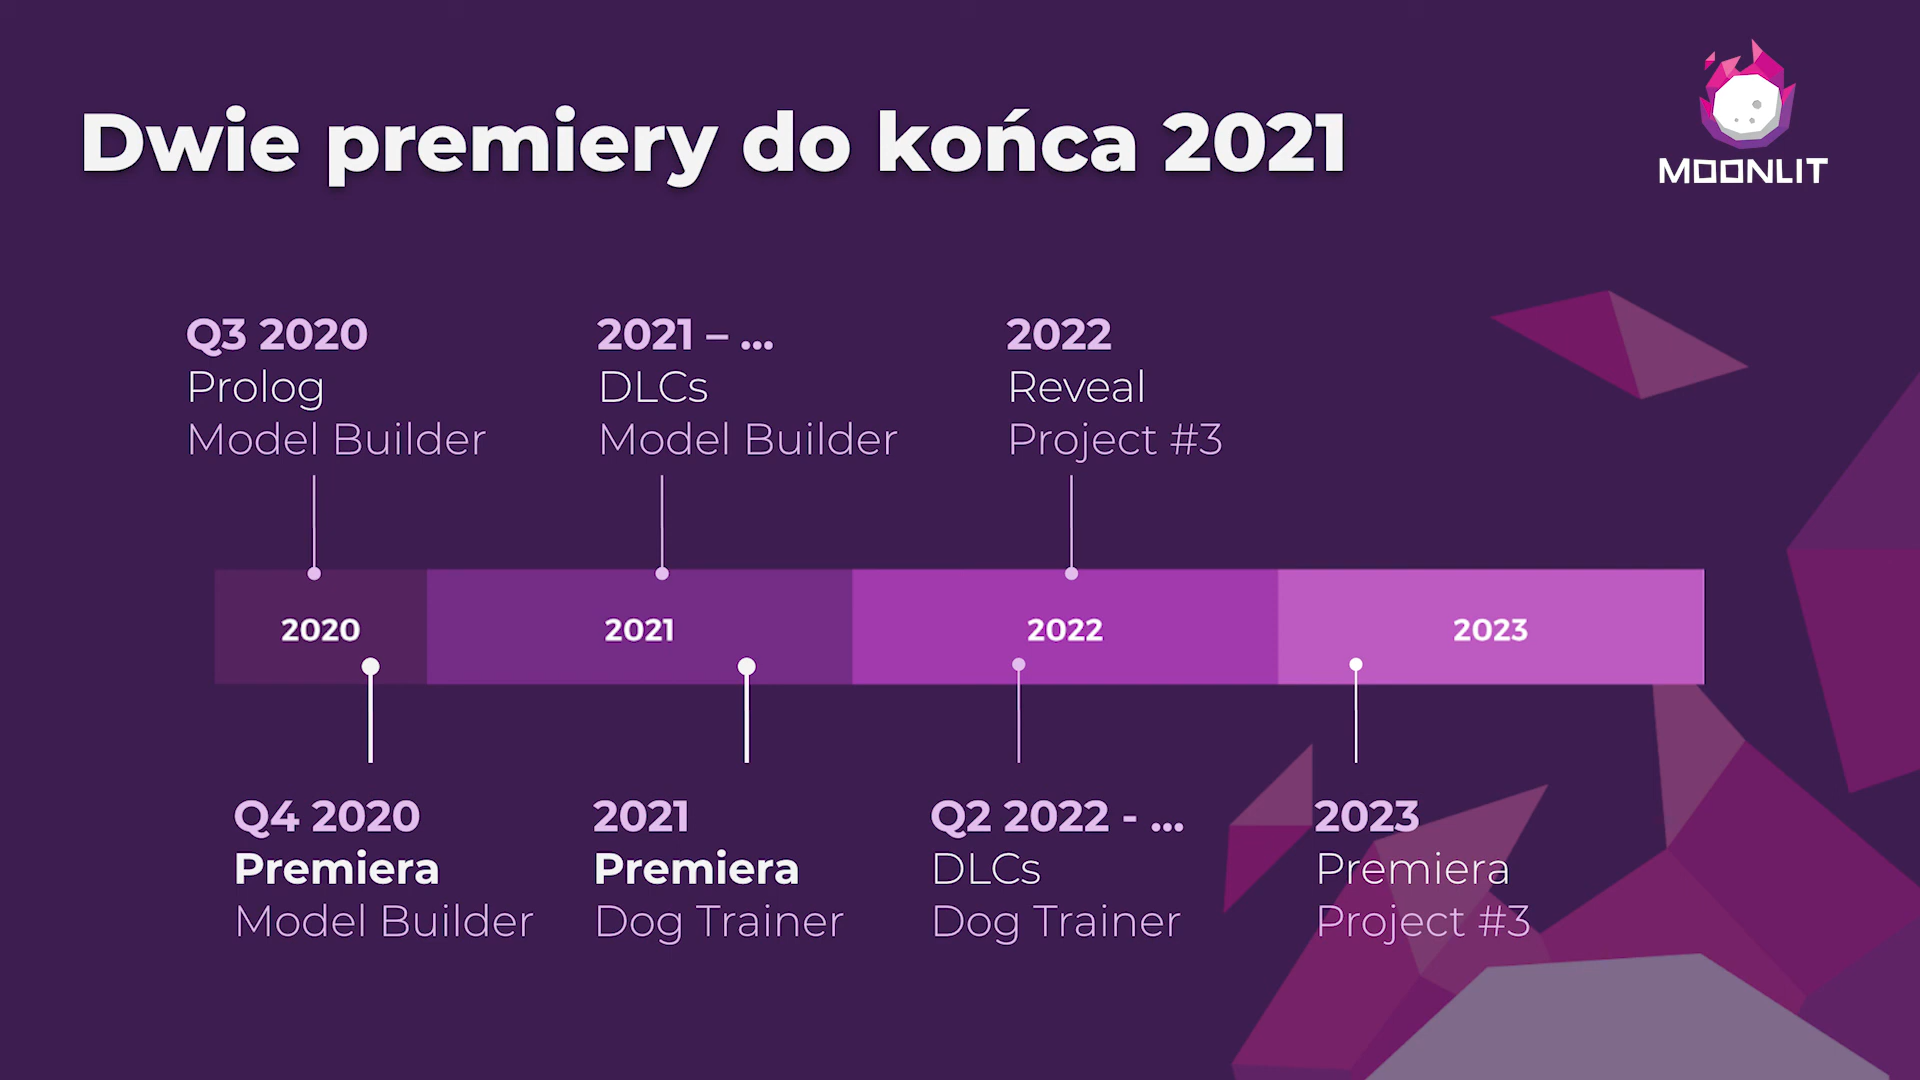 Dwie premiery do końca 2021
MOONLIT
Q3 2020
Prolog
Model Builder
2021 – ...
DLCs
Model Builder
2022
Reveal
Project #3
2020
2021
2022
2023
Q4 2020
Premiera
Model Builder
2021
Premiera
Dog Trainer
Q2 2022 - ...
DLCs
Dog Trainer
2023
Premiera
Project #3